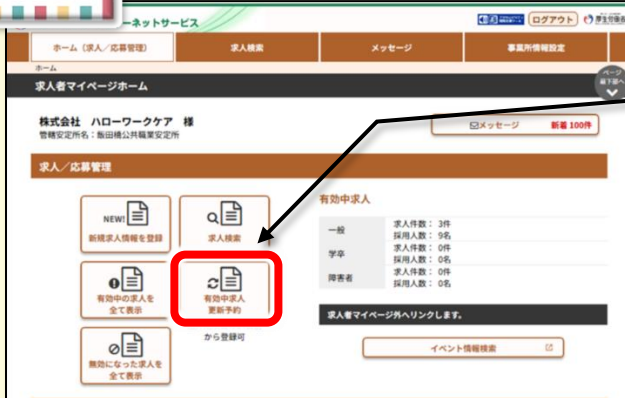 ーネットサービス
ログアウト
ホーム（求人／応募管理）
求人検索
メッセージ
事業所情報設定
ホーム
ページ
最下部へ
求人者マイページホーム
株式会社　ハローワークケア　様
管轄安定所名：飯田橋公共職業安定所
メッセージ　新着 100件
求人／応募管理
NEW!
新規求人情報を登録
求人検索
有効中の求人を
全て表示
有効中求人
更新予約
から登録可
無効になった求人を
全て表示
有効中求人
一般
求人件数： 3件
採用人数： 9名
学卒
求人件数： 0件
採用人数： 0名
障害者
求人件数： 0件
採用人数： 0名
求人者マイページ外へリンクします。
イベント情報検索